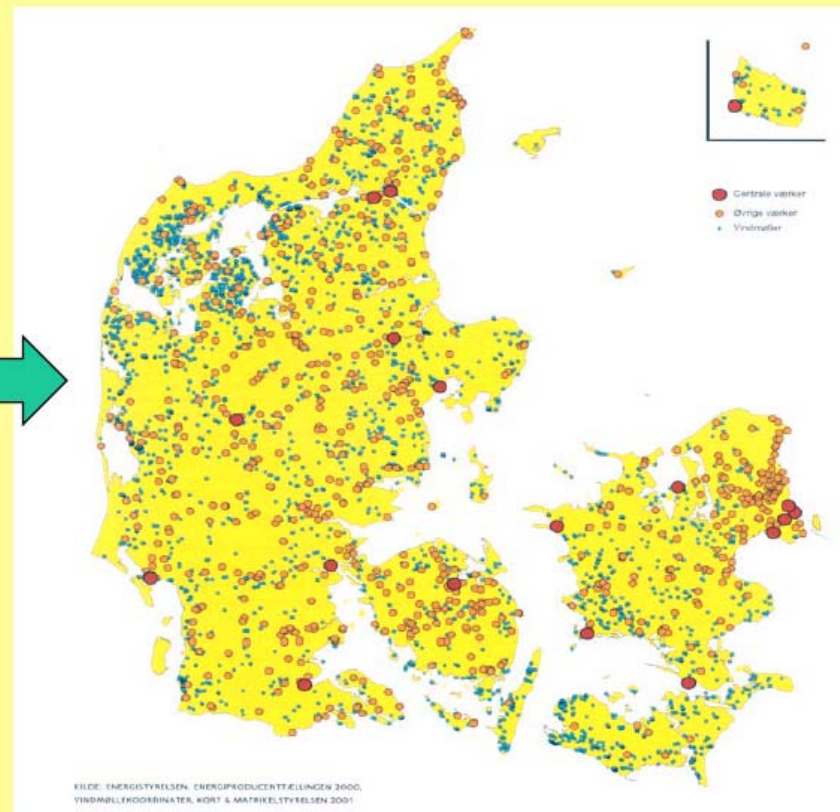 Centrale værker
Øvrige værker
Vindmøller
KILDE: ENERGISTYRELSEN, ENERGIPRODUCENTTÆLLINGEN 2000,
VINDMØLLEKOORDINATER, KORT & MATRIKELSTYRELSEN 2001